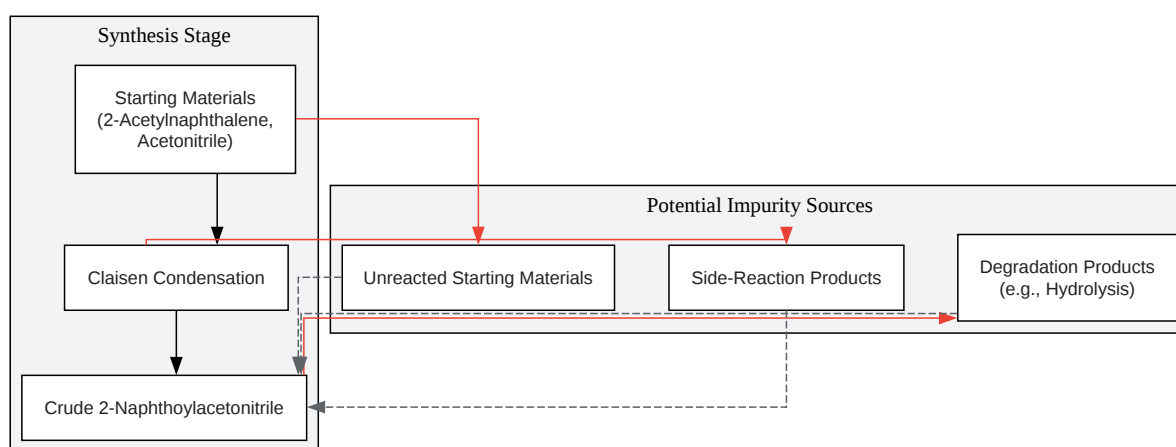 Synthesis Stage
Starting Materials
(2-Acetylnaphthalene,
Acetonitrile)
Potential Impurity Sources
Claisen Condensation
Unreacted Starting Materials
Side-Reaction Products
Degradation Products
(e.g., Hydrolysis)
Crude 2-Naphthoylacetonitrile